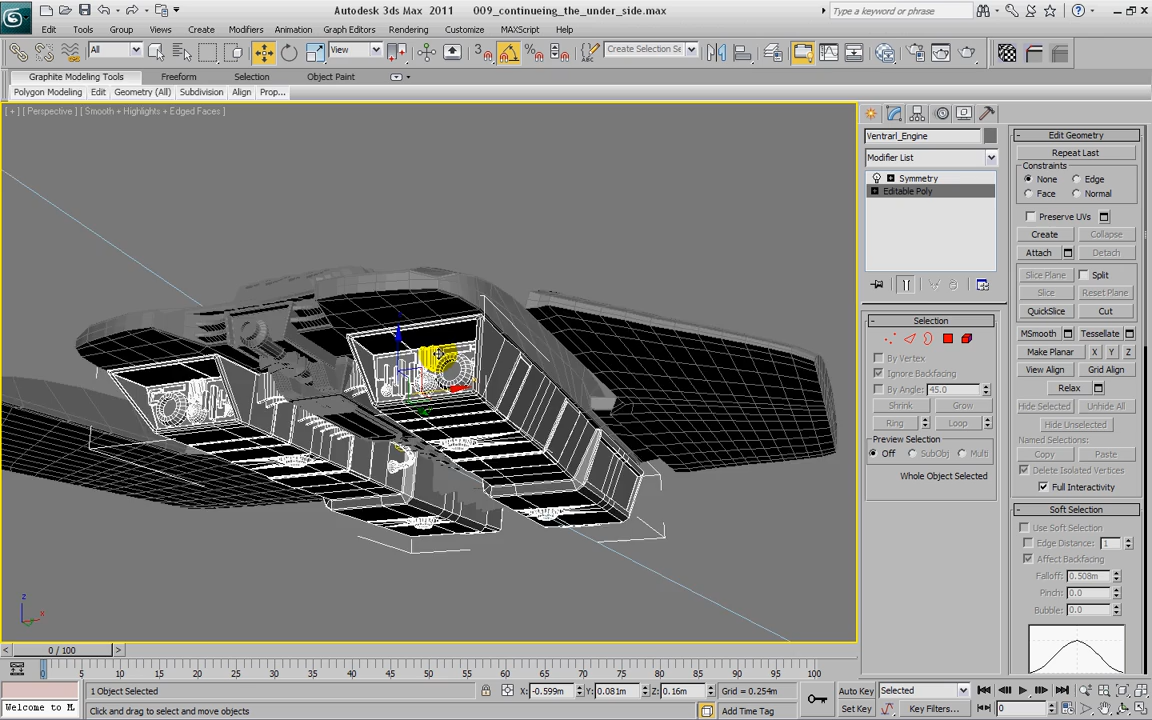 Autodesk 3ds Max 2011 009_continueing_the_under_side.max
Type a keyword or phrase
Edit Tools Group Views Create Modifiers Animation Graph Editors Rendering Customize MAXScript Help
All View Create Selection Se
Graphite Modeling Tools Freeform Selection Object Paint
Polygon Modeling Edit Geometry (All) Subdivision Align Prop...
[ + ] [ Perspective ] [ Smooth + Highlights + Edged Faces ]
Ventrarl_Engine
Modifier List
Symmetry
Editable Poly
Selection
By Vertex
Ignore Backfacing
By Angle: 45.0
Shrink Grow
Ring Loop
Preview Selection
Off SubObj Multi
Whole Object Selected
Edit Geometry
Repeat Last
Constraints
None Edge
Face Normal
Preserve UVs
Create Collapse
Attach Detach
Slice Plane Split
Slice Reset Plane
QuickSlice Cut
MSmooth Tessellate
Make Planar X Y Z
View Align Grid Align
Relax
Hide Selected Unhide All
Hide Unselected
Named Selections:
Copy Paste
Delete Isolated Vertices
Full Interactivity
Soft Selection
Use Soft Selection
Edge Distance: 1
Affect Backfacing
Falloff: 0.508m
Pinch: 0.0
Bubble: 0.0
z
x
0 / 100
0 5 10 15 20 25 30 35 40 45 50 55 60 65 70 75 80 85 90 95 100
1 Object Selected X: -0.599m Y: 0.081m Z: 0.16m Grid = 0.254m Auto Key Selected
Welcome to M Click and drag to select and move objects Add Time Tag Set Key Key Filters... 0